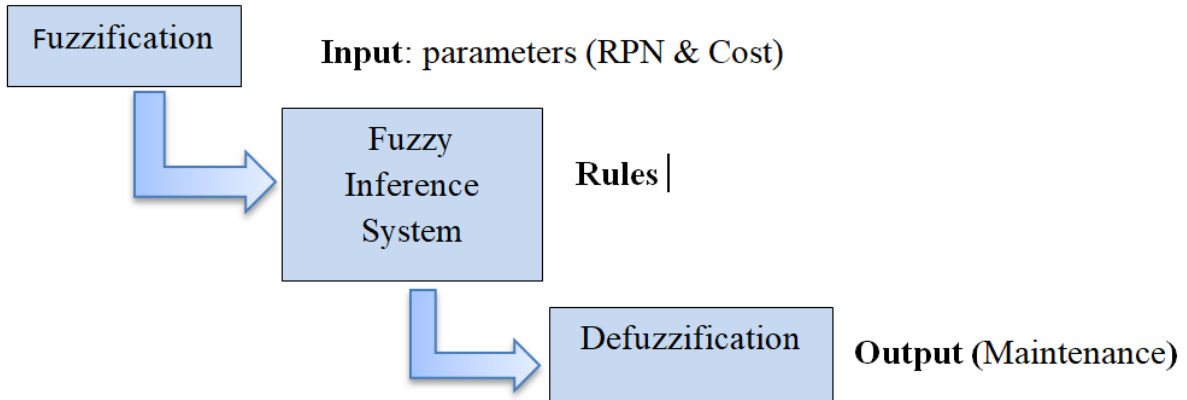 Fuzzification
Input: parameters (RPN & Cost)
Fuzzy
Inference
System
Rules
Defuzzification
Output (Maintenance)